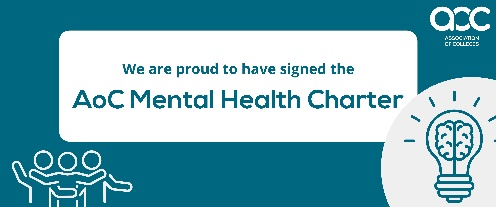 aoc
ASSOCIATION
OF COLLEGES
We are proud to have signed the
AoC Mental Health Charter